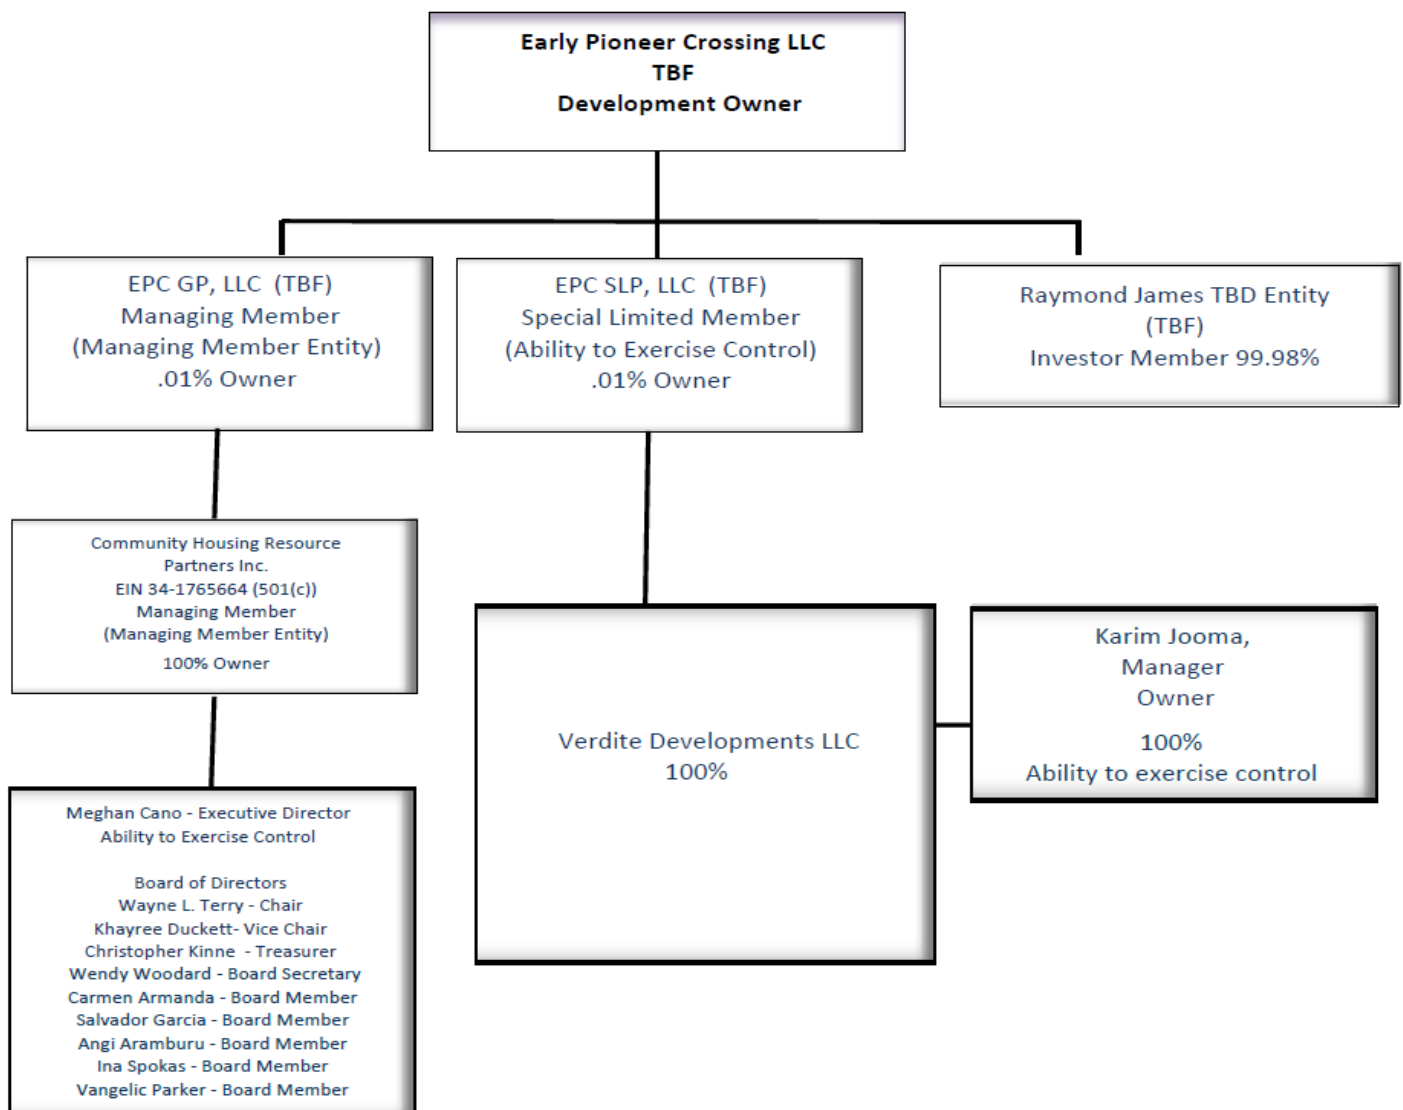 Early Pioneer Crossing LLC
TBF
Development Owner
EPC GP, LLC (TBF)
Managing Member
(Managing Member Entity)
.01% Owner
EPC SLP, LLC (TBF)
Special Limited Member
(Ability to Exercise Control)
.01% Owner
Raymond James TBD Entity
(TBF)
Investor Member 99.98%
Community Housing Resource
Partners Inc.
EIN 34-1765664 (501(c))
Managing Member
(Managing Member Entity)
100% Owner
Verdite Developments LLC
100%
Karim Jooma,
Manager
Owner
100%
Ability to exercise control
Meghan Cano - Executive Director
Ability to Exercise Control
Board of Directors
Wayne L. Terry - Chair
Khayree Duckett- Vice Chair
Christopher Kinne - Treasurer
Wendy Woodard - Board Secretary
Carmen Armanda - Board Member
Salvador Garcia - Board Member
Angi Aramburu - Board Member
Ina Spokas - Board Member
Vangelic Parker - Board Member